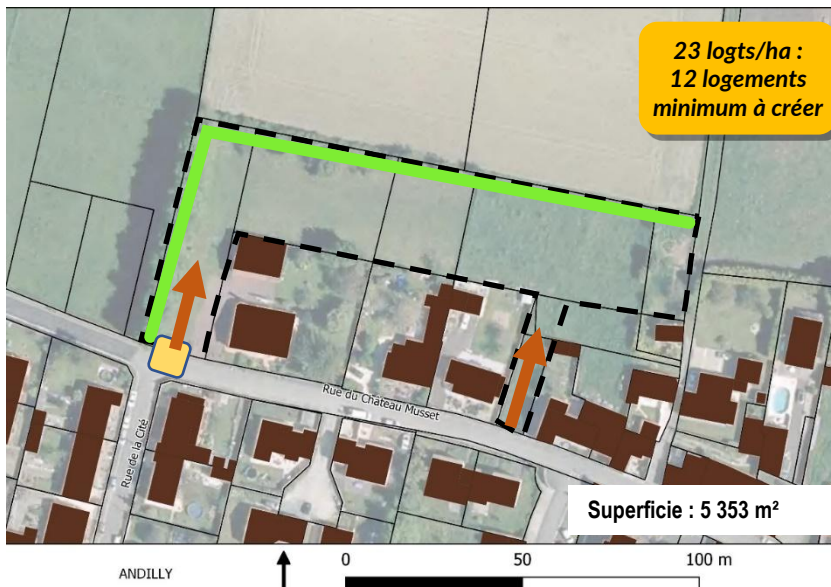 23 logts/ha :
12 logements
minimum à créer
Rue du Château Musset
Rue de la Cité
Superficie : 5 353 m²
ANDILLY
0 50 100 m